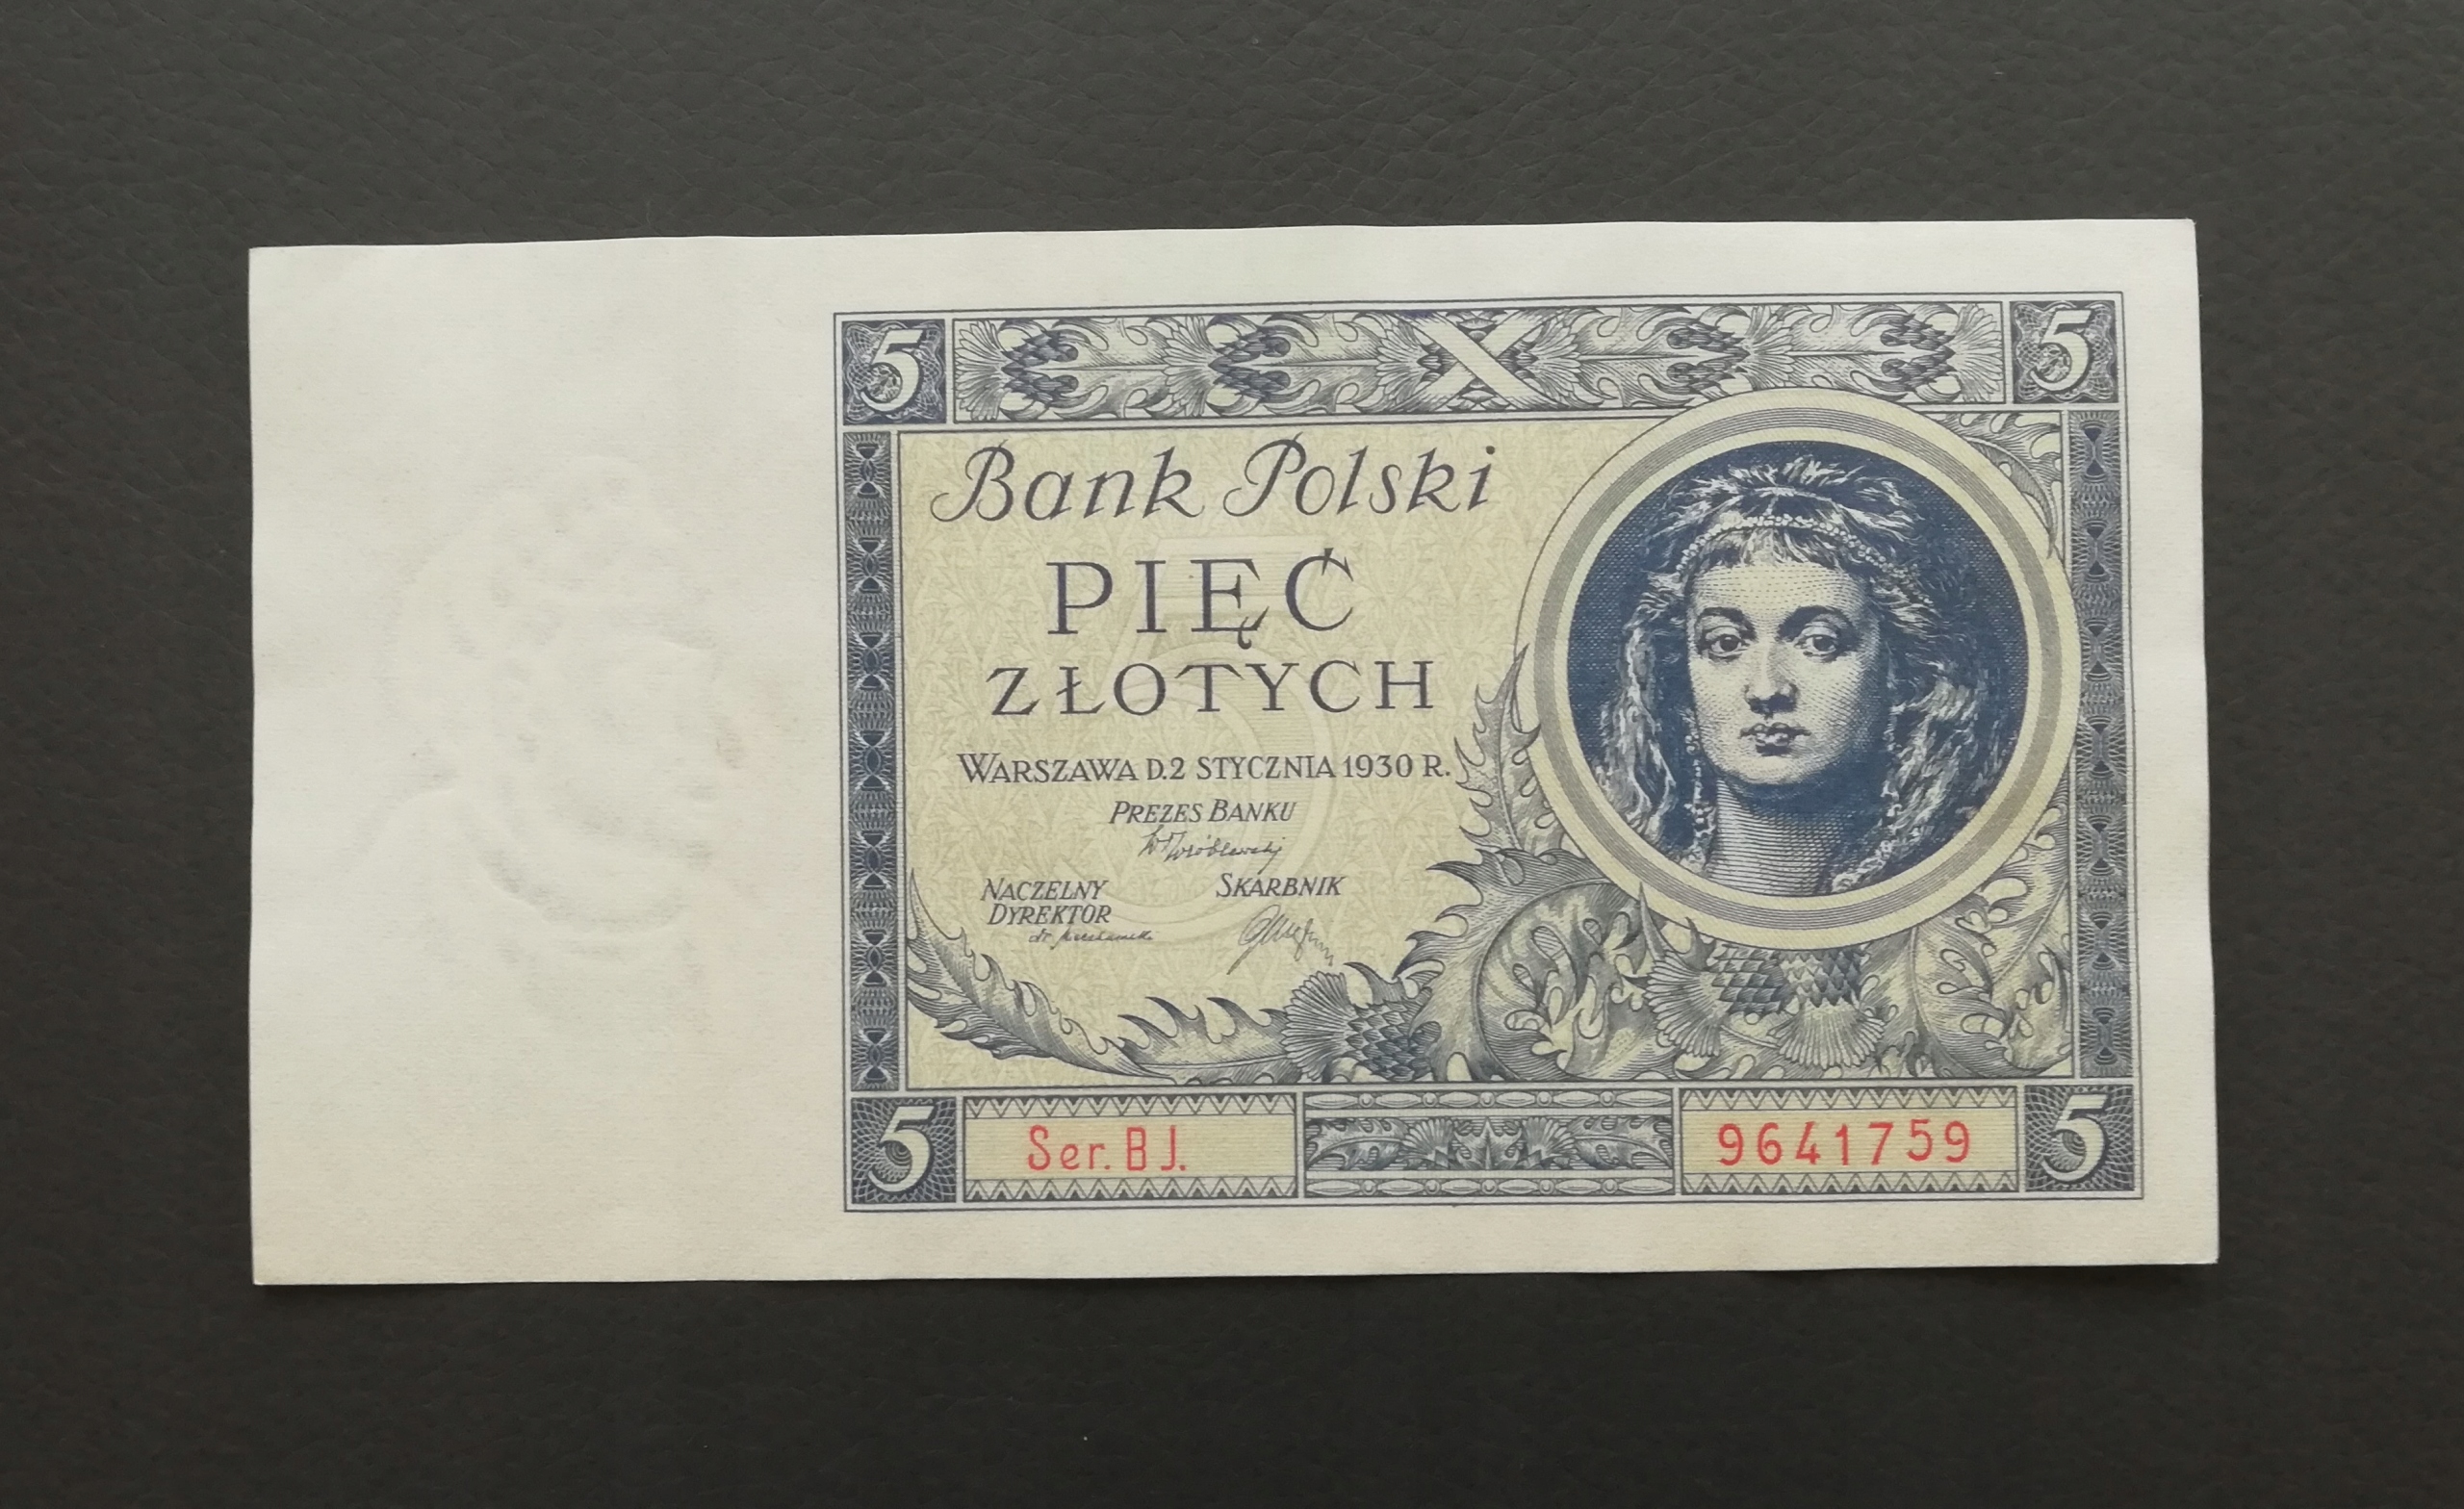 5 5
Bank Polski
PIĘĆ
ZŁOTYCH
WARSZAWA D.2 STYCZNIA 1930 R.
PREZES BANKU
NACZELNY
DYREKTOR
SKARBNIK
5 Ser. BJ. 9641759 5